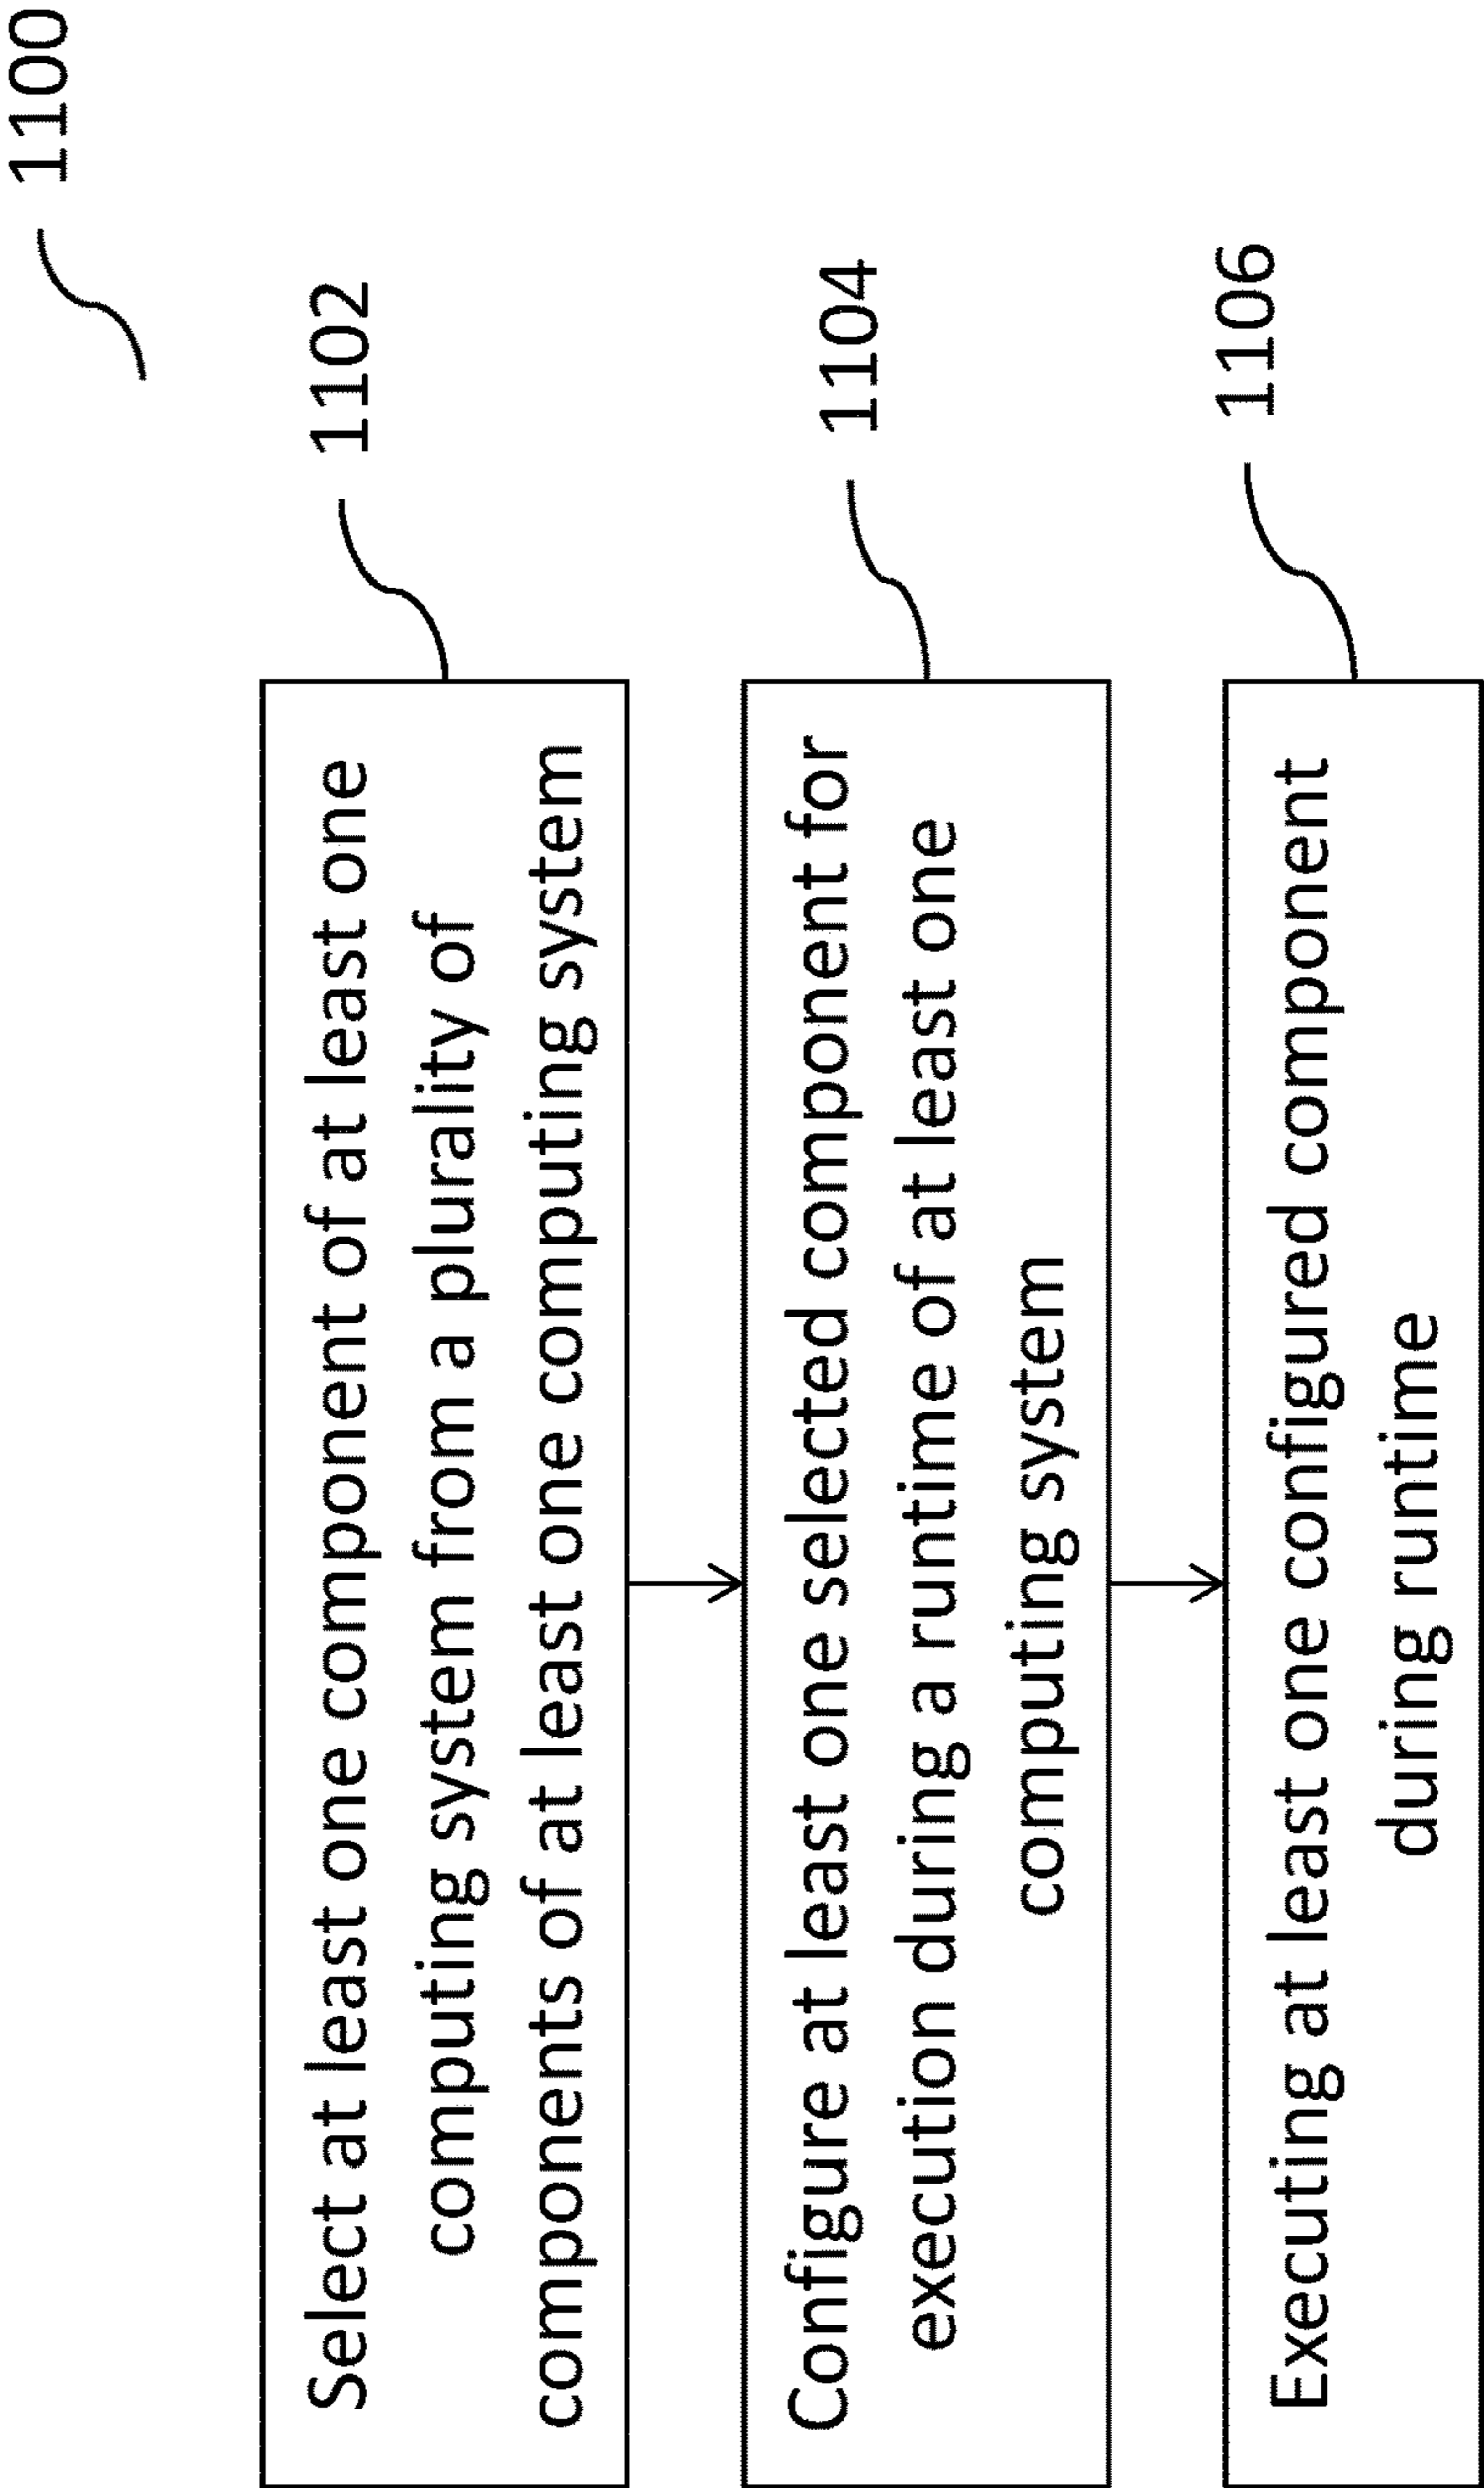 1100
Select at least one component of at least one
computing system from a plurality of
components of at least one computing system
1102
Configure at least one selected component for
execution during a runtime of at least one
computing system
1104
Executing at least one configured component
during runtime
1106